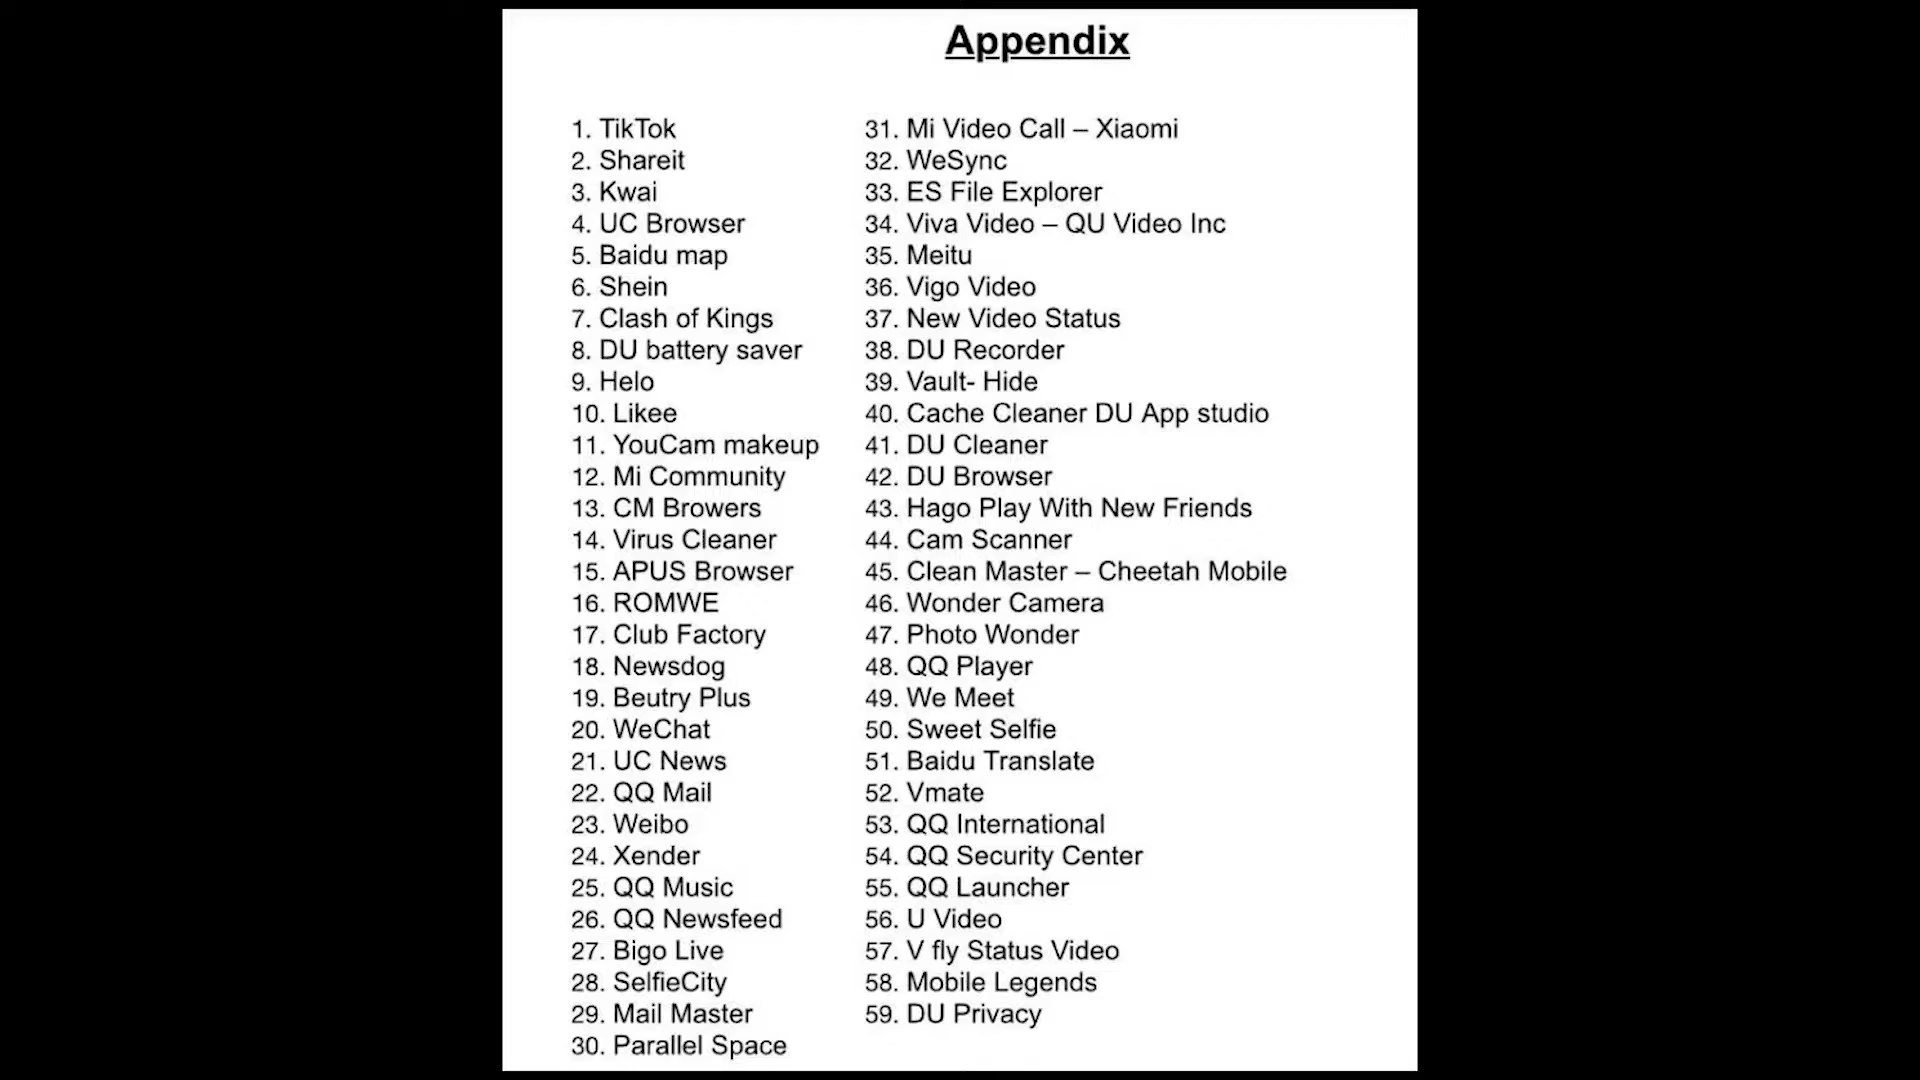 Appendix
1. TikTok
2. Shareit
3. Kwai
4. UC Browser
5. Baidu map
6. Shein
7. Clash of Kings
8. DU battery saver
9. Helo
10. Likee
11. YouCam makeup
12. Mi Community
13. CM Browers
14. Virus Cleaner
15. APUS Browser
16. ROMWE
17. Club Factory
18. Newsdog
19. Beutry Plus
20. WeChat
21. UC News
22. QQ Mail
23. Weibo
24. Xender
25. QQ Music
26. QQ Newsfeed
27. Bigo Live
28. SelfieCity
29. Mail Master
30. Parallel Space
31. Mi Video Call – Xiaomi
32. WeSync
33. ES File Explorer
34. Viva Video – QU Video Inc
35. Meitu
36. Vigo Video
37. New Video Status
38. DU Recorder
39. Vault- Hide
40. Cache Cleaner DU App studio
41. DU Cleaner
42. DU Browser
43. Hago Play With New Friends
44. Cam Scanner
45. Clean Master – Cheetah Mobile
46. Wonder Camera
47. Photo Wonder
48. QQ Player
49. We Meet
50. Sweet Selfie
51. Baidu Translate
52. Vmate
53. QQ International
54. QQ Security Center
55. QQ Launcher
56. U Video
57. V fly Status Video
58. Mobile Legends
59. DU Privacy